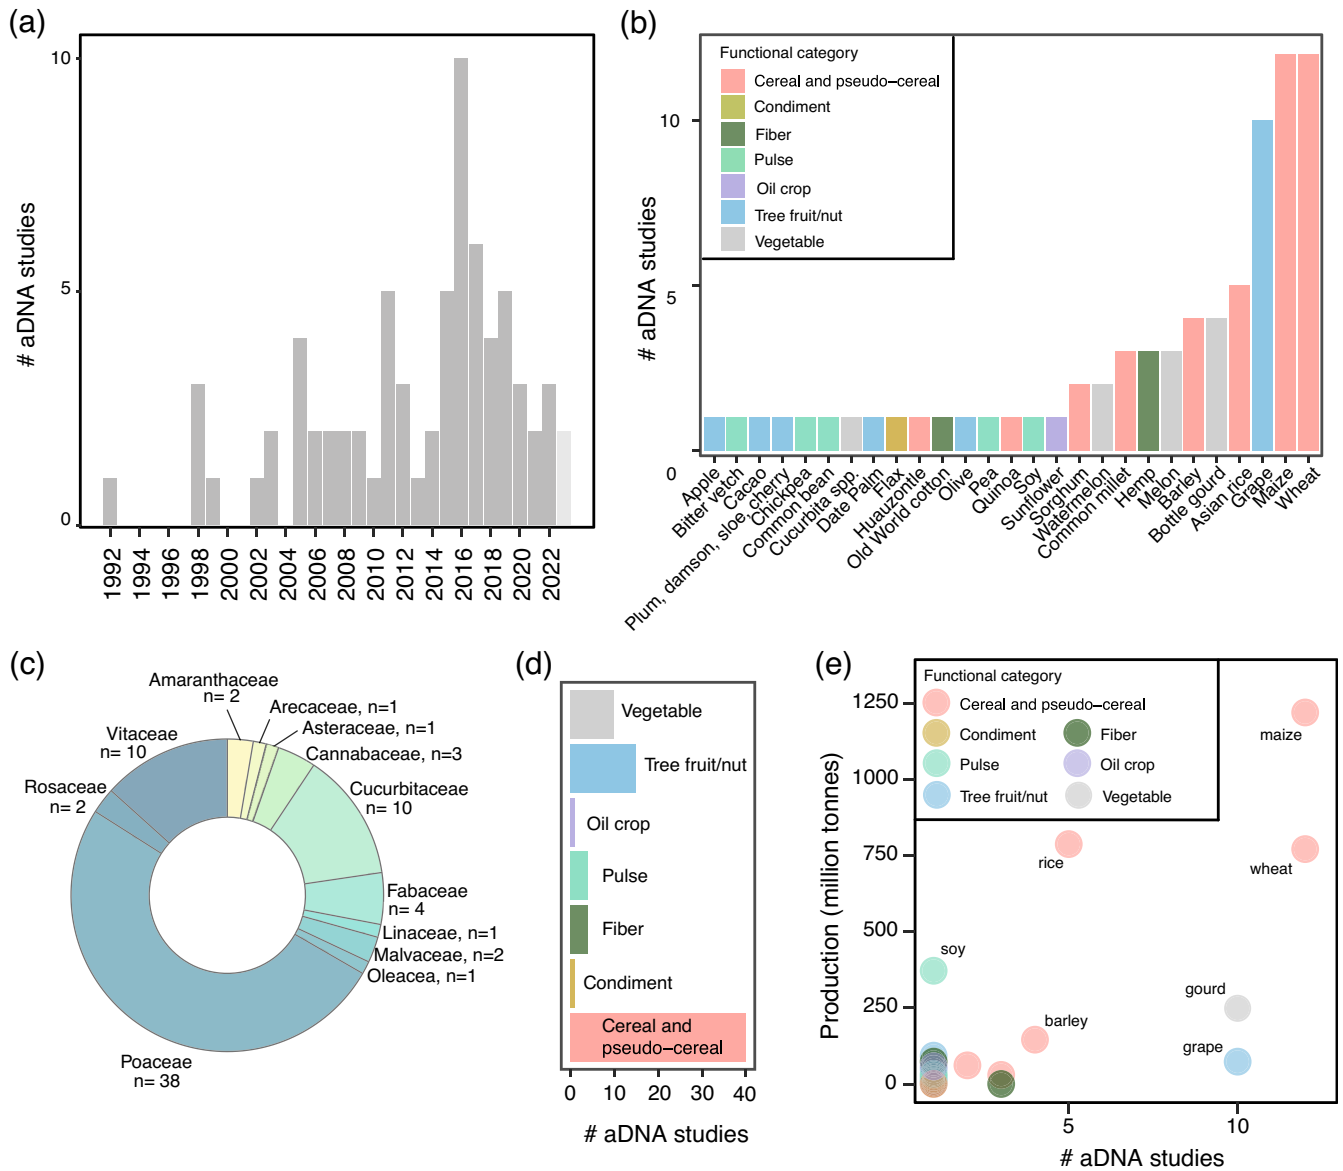 (a)
# aDNA studies
10
5
0
1992
1994
1996
1998
2000
2002
2004
2006
2008
2010
2012
2014
2016
2018
2020
2022
(b)
# aDNA studies
10
5
0
Functional category
Cereal and pseudo−cereal
Condiment
Fiber
Pulse
Oil crop
Tree fruit/nut
Vegetable
Apple
Bitter vetch
Cacao
Plum, damson, sloe, cherry
Chickpea
Common bean
Cucurbita spp.
Date Palm
Flax
Huauzontle
Old World cotton
Olive
Pea
Quinoa
Soy
Sunflower
Sorghum
Watermelon
Common millet
Hemp
Melon
Barley
Bottle gourd
Asian rice
Grape
Maize
Wheat
(c)
Amaranthaceae
n= 2
Arecaceae, n=1
Asteraceae, n=1
Cannabaceae, n=3
Cucurbitaceae
n= 10
Fabaceae
n= 4
Linaceae, n=1
Malvaceae, n=2
Oleacea, n=1
Poaceae
n= 38
Rosaceae
n= 2
Vitaceae
n= 10
(d)
Vegetable
Tree fruit/nut
Oil crop
Pulse
Fiber
Condiment
Cereal and
pseudo−cereal
0
10
20
30
40
# aDNA studies
(e)
Production (million tonnes)
1250
1000
750
500
250
0
Functional category
Cereal and pseudo−cereal
Condiment
Fiber
Pulse
Oil crop
Tree fruit/nut
Vegetable
maize
rice
wheat
soy
gourd
barley
grape
5
10
# aDNA studies